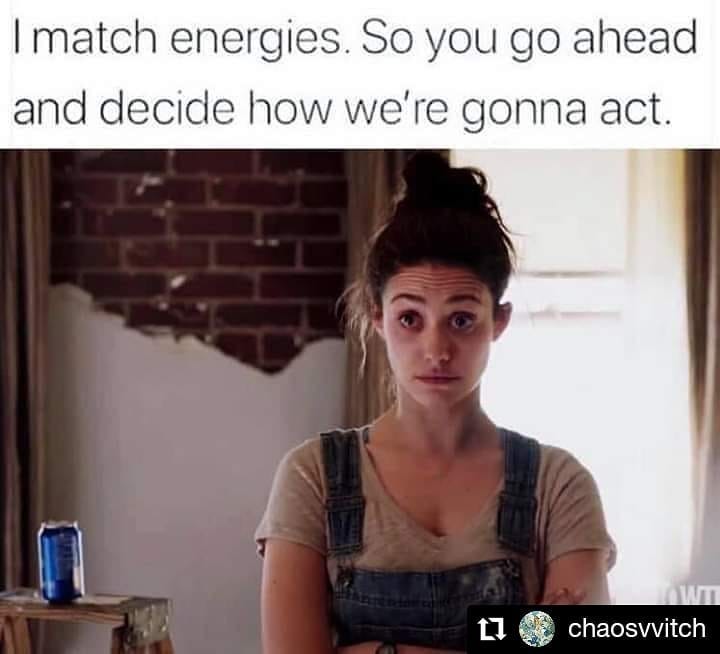 I match energies. So you go ahead
and decide how we're gonna act.
chaosvvitch